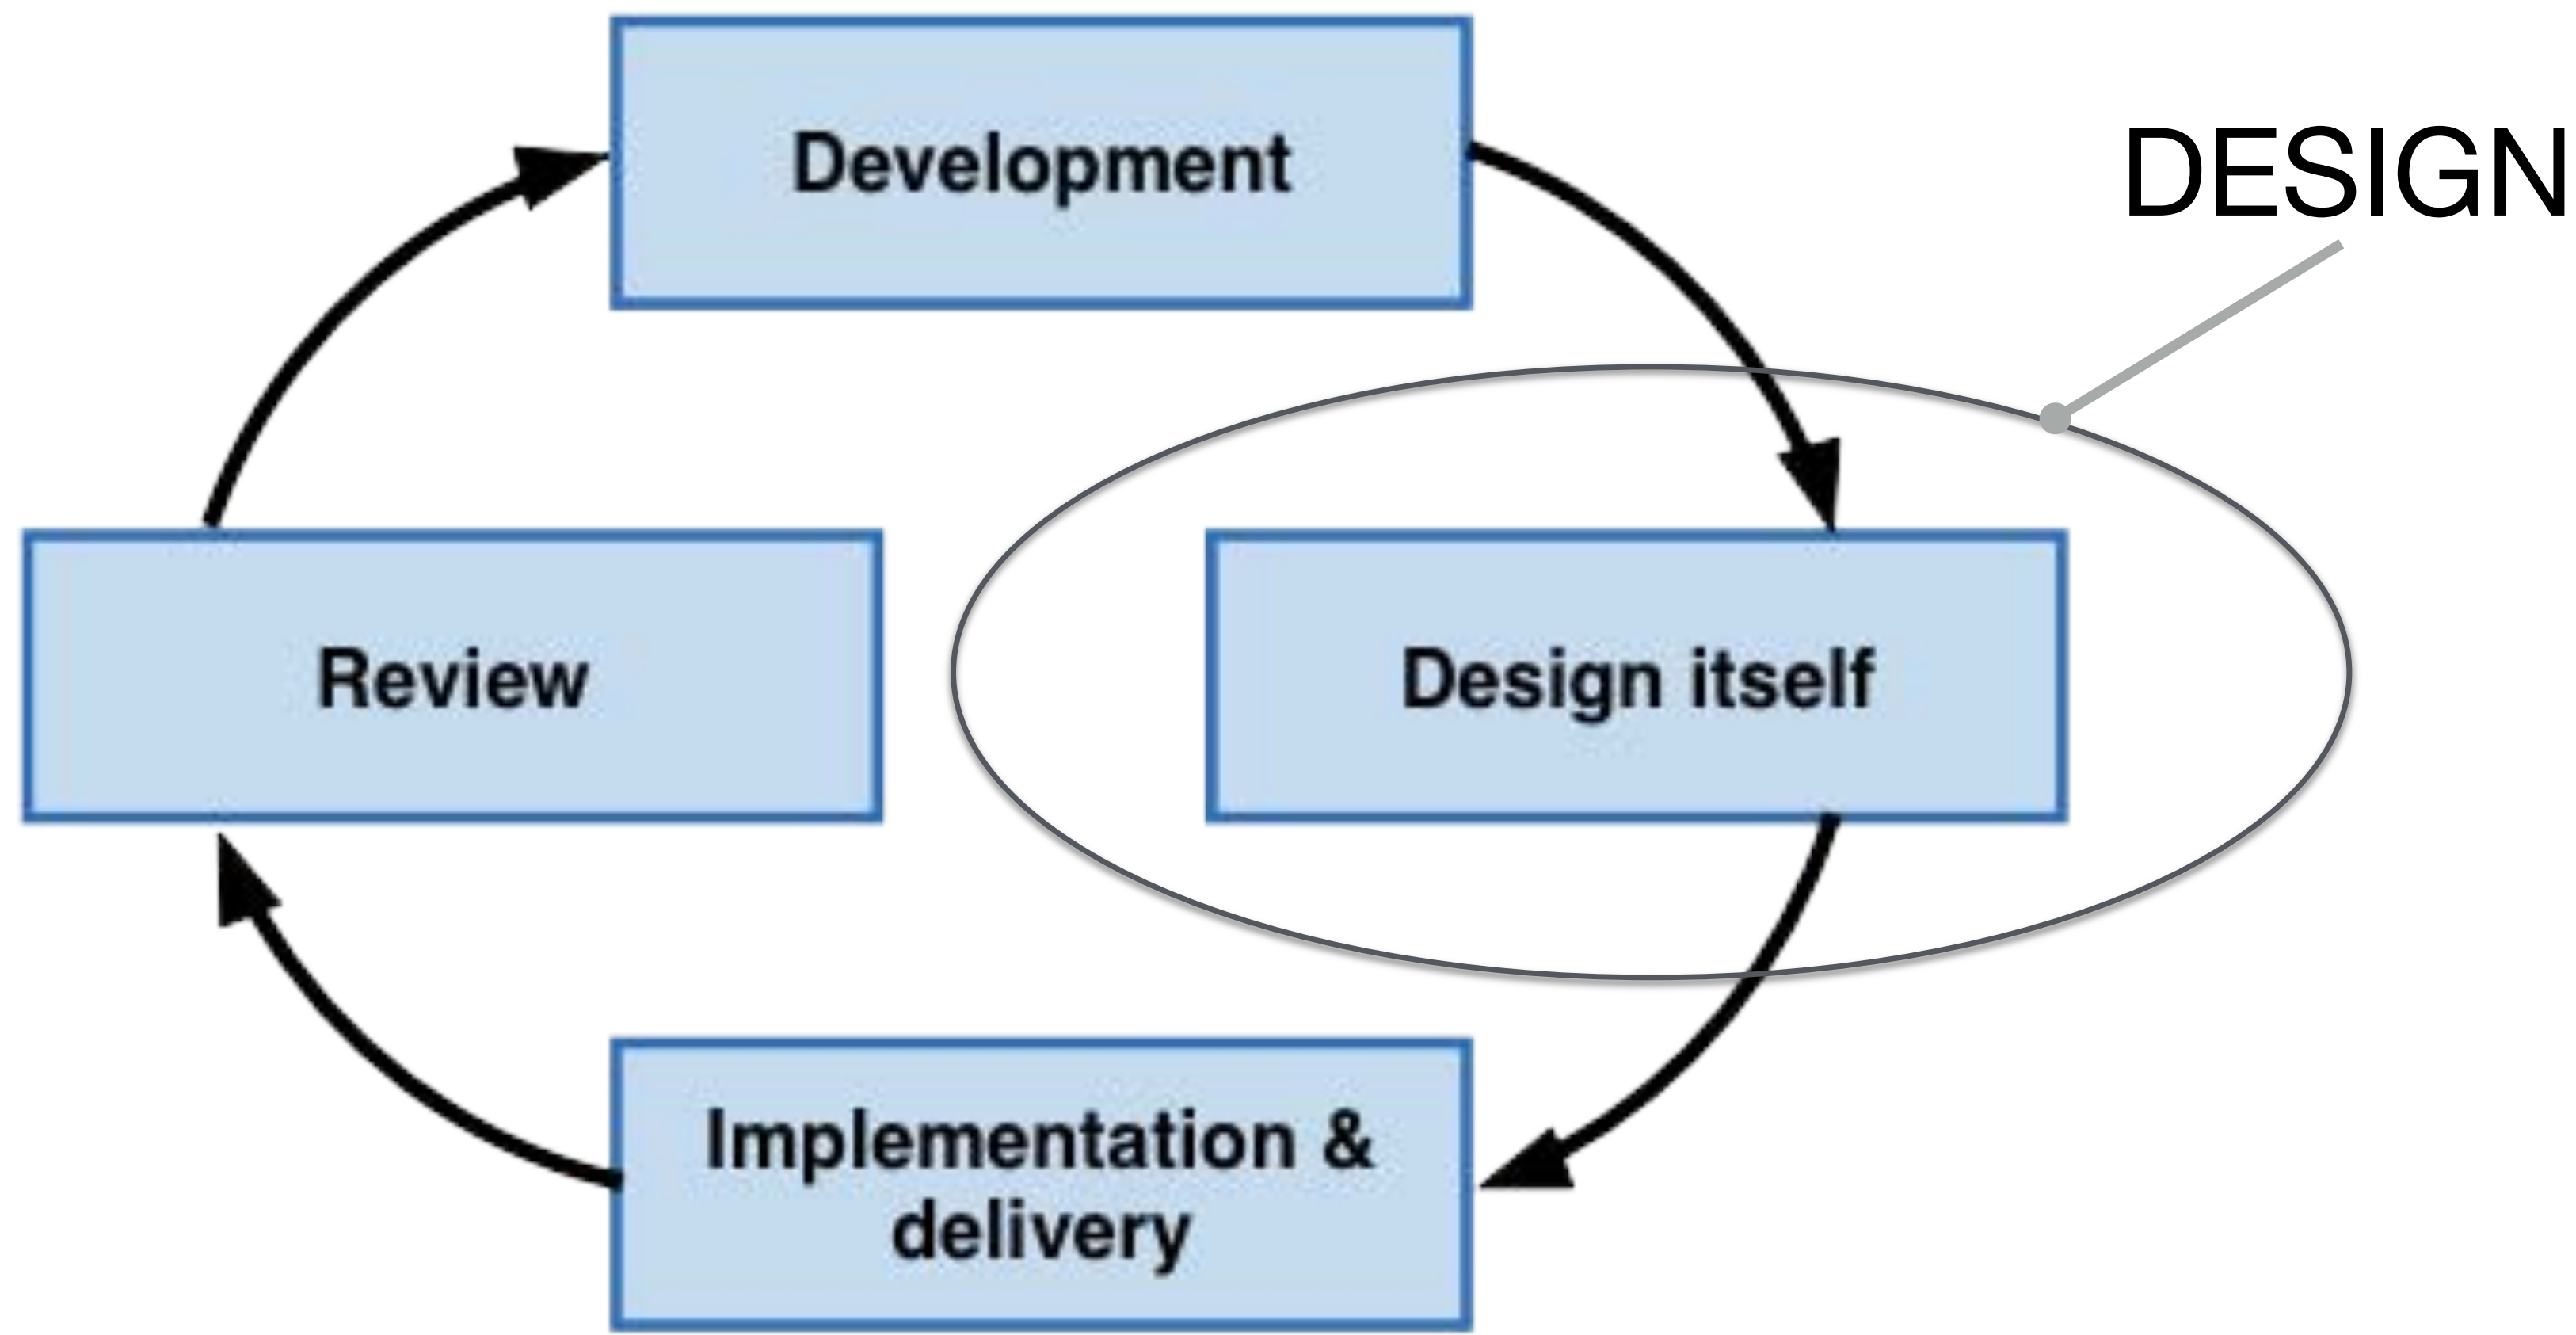 Development
DESIGN
Review
Design itself
Implementation &
delivery